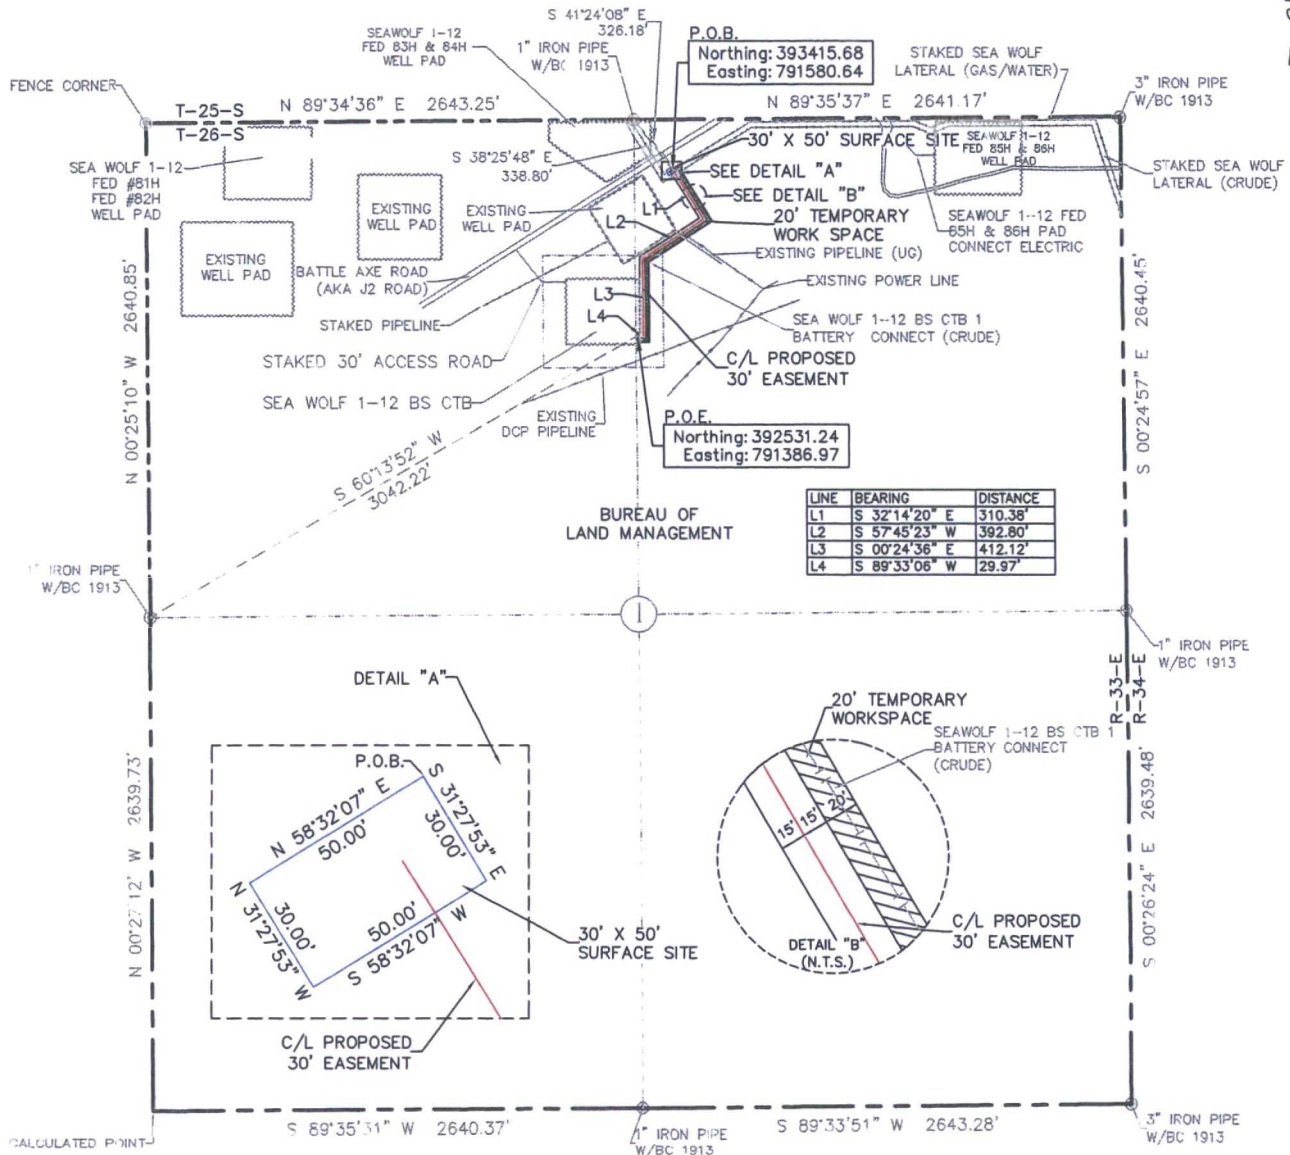 S 41°24'08" E
326.18'
P.O.B.
Northing: 393415.68
Easting: 791580.64
SEAWOLF 1-12
FED 83H & 84H
WELL PAD
1" IRON PIPE
W/BC 1913
STAKED SEA WOLF
LATERAL (GAS/WATER)
FENCE CORNER
T-25-S
T-26-S
N 89°34'36" E 2643.25'
N 89°35'37" E 2641.17'
3" IRON PIPE
W/BC 1913
SEA WOLF 1-12
FED #81H
FED #82H
WELL PAD
S 38°25'48" E
338.80'
30' X 50' SURFACE SITE
SEAWOLF 1-12
FED 85H & 86H
WELL PAD
SEE DETAIL "A"
STAKED SEA WOLF
LATERAL (CRUDE)
L1
SEE DETAIL "B"
EXISTING
WELL PAD
EXISTING
WELL PAD
L2
20' TEMPORARY
WORK SPACE
SEAWOLF 1--12 FED
85H & 86H PAD
CONNECT ELECTRIC
EXISTING
WELL PAD
BATTLE AXE ROAD
(AKA J2 ROAD)
EXISTING PIPELINE (UG)
EXISTING POWER LINE
L3
L4
STAKED PIPELINE
SEA WOLF 1--12 BS CTB 1
BATTERY CONNECT (CRUDE)
STAKED 30' ACCESS ROAD
C/L PROPOSED
30' EASEMENT
SEA WOLF 1-12 BS CTB
EXISTING
DCP PIPELINE
P.O.E.
Northing: 392531.24
Easting: 791386.97
N 00°25'10" W 2640.85'
S 00°24'57" E 2640.45'
S 60°13'52" W
3042.22'
BUREAU OF
LAND MANAGEMENT
LINE BEARING DISTANCE
L1 S 32°14'20" E 310.38'
L2 S 57°45'23" W 392.80'
L3 S 00°24'36" E 412.12'
L4 S 89°33'06" W 29.97'
1" IRON PIPE
W/BC 1913
1
1" IRON PIPE
W/BC 1913
R-33-E
R-34-E
DETAIL "A"
P.O.B.
N 58°32'07" E
50.00'
S 31°27'53" E
30.00'
N 31°27'53" W
30.00'
50.00'
S 58°32'07" W
30' X 50'
SURFACE SITE
C/L PROPOSED
30' EASEMENT
20' TEMPORARY
WORKSPACE
SEAWOLF 1-12 BS CTB 1
BATTERY CONNECT
(CRUDE)
15' 15' 20'
DETAIL "B"
(N.T.S.)
C/L PROPOSED
30' EASEMENT
N 00°27'12" W 2639.73'
S 00°26'24" E 2639.48'
CALCULATED POINT
S 89°35'31" W 2640.37'
1" IRON PIPE
W/BC 1913
S 89°33'51" W 2643.28'
3" IRON PIPE
W/BC 1913